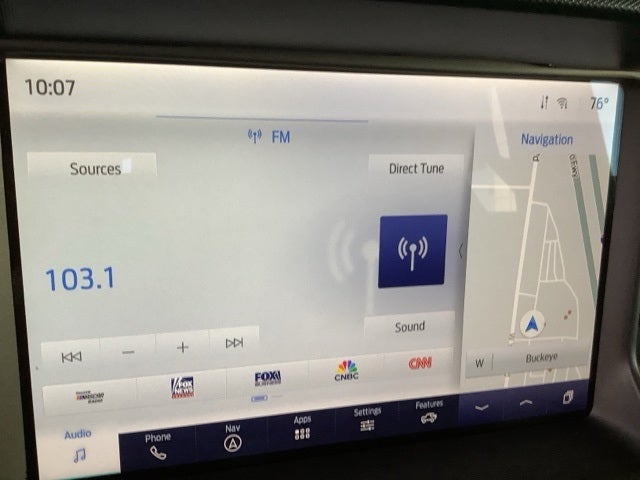 10:07
76°
FM
Navigation
Sources
Direct Tune
103.1
Sound
W
Buckeye
FOX NEWS
FOX BUSINESS
CNBC
CNN
Audio
Phone
Nav
Apps
Settings
Features